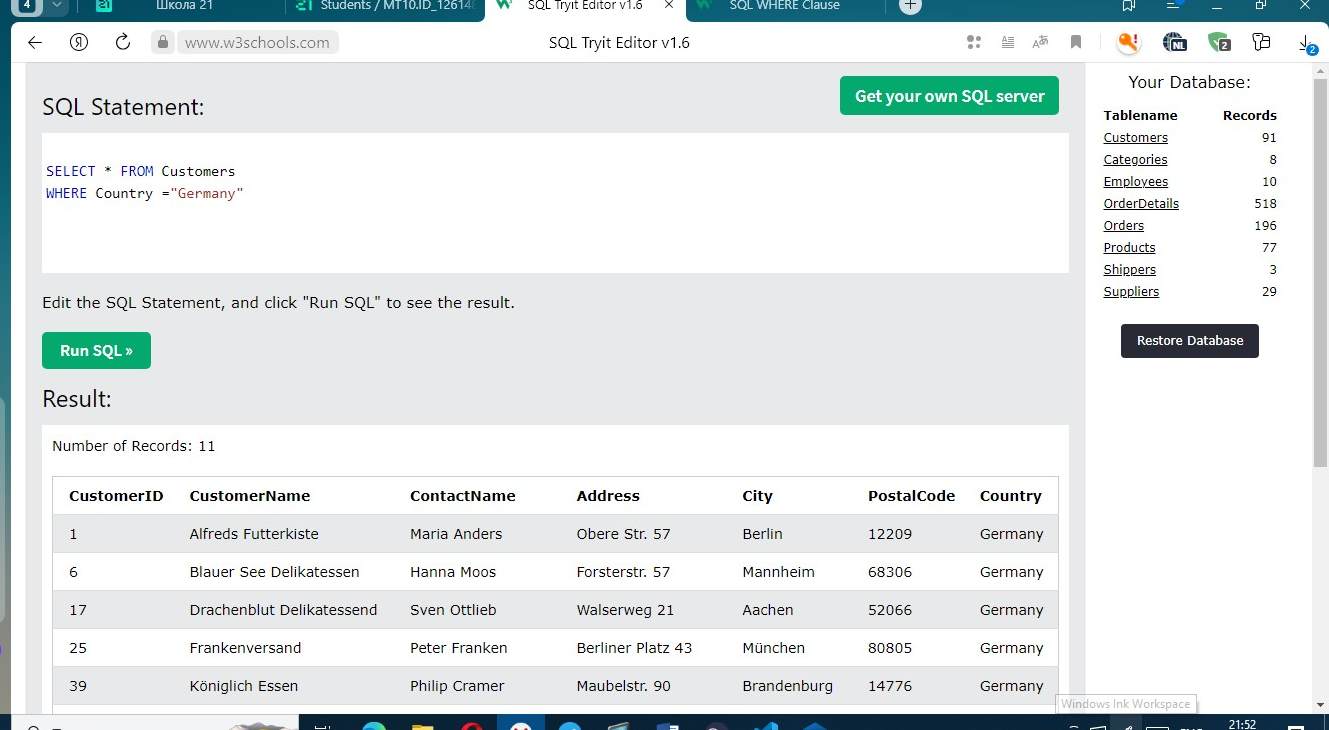 4
21 Школа 21
21 Students / MT10.ID_12614
SQL Tryit Editor v1.6
SQL WHERE Clause
Я www.w3schools.com SQL Tryit Editor v1.6
NL 2 2
SQL Statement:
Get your own SQL server
SELECT * FROM Customers
WHERE Country ="Germany"
Edit the SQL Statement, and click "Run SQL" to see the result.
Run SQL »
Result:
Number of Records: 11
CustomerID CustomerName ContactName Address City PostalCode Country
1 Alfreds Futterkiste Maria Anders Obere Str. 57 Berlin 12209 Germany
6 Blauer See Delikatessen Hanna Moos Forsterstr. 57 Mannheim 68306 Germany
17 Drachenblut Delikatessend Sven Ottlieb Walserweg 21 Aachen 52066 Germany
25 Frankenversand Peter Franken Berliner Platz 43 München 80805 Germany
39 Königlich Essen Philip Cramer Maubelstr. 90 Brandenburg 14776 Germany
Your Database:
Tablename Records
Customers 91
Categories 8
Employees 10
OrderDetails 518
Orders 196
Products 77
Shippers 3
Suppliers 29
Restore Database
Windows Ink Workspace
21:52